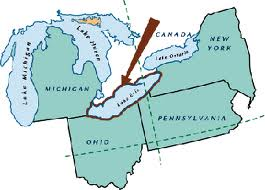 CANADA
NEW
YORK
Lake Michigan
Lake Huron
Lake Ontario
MICHIGAN
Lake Erie
PENNSYLVANIA
OHIO